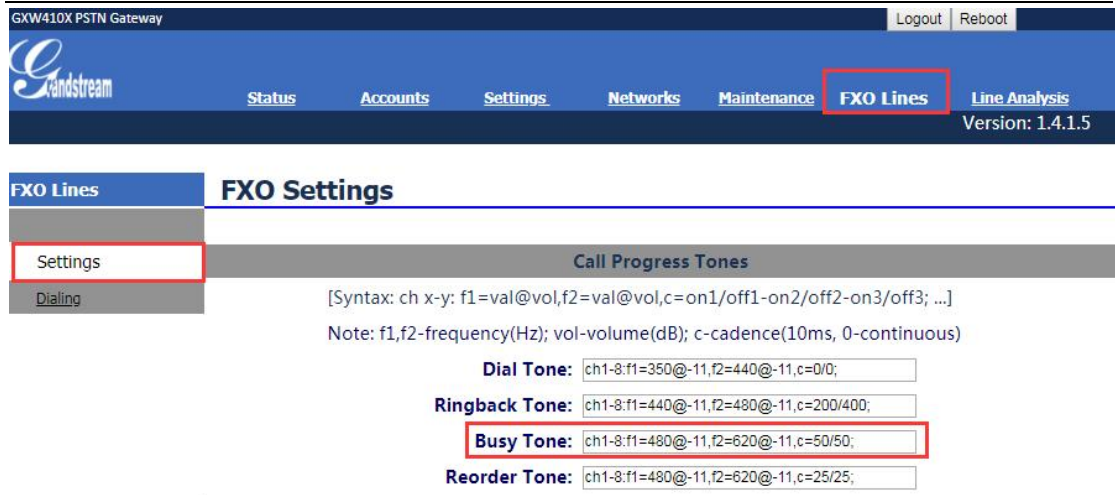 GXW410X PSTN Gateway
Logout Reboot
Grandstream
Status Accounts Settings Networks Maintenance FXO Lines Line Analysis
Version: 1.4.1.5
FXO Lines
FXO Settings
Settings
Call Progress Tones
Dialing
[Syntax: ch x-y: f1=val@vol,f2=val@vol,c=on1/off1-on2/off2-on3/off3; ...]
Note: f1,f2-frequency(Hz); vol-volume(dB); c-cadence(10ms, 0-continuous)
Dial Tone: ch1-8:f1=350@-11,f2=440@-11,c=0/0;
Ringback Tone: ch1-8:f1=440@-11,f2=480@-11,c=200/400;
Busy Tone: ch1-8:f1=480@-11,f2=620@-11,c=50/50;
Reorder Tone: ch1-8:f1=480@-11,f2=620@-11,c=25/25;